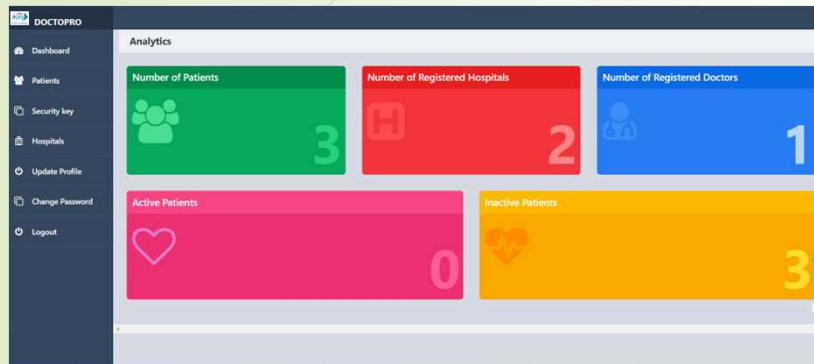 DOCTOPRO
Dashboard
Patients
Security key
Hospitals
Update Profile
Change Password
Logout
Analytics
Number of Patients
3
Number of Registered Hospitals
2
Number of Registered Doctors
1
Active Patients
0
Inactive Patients
3